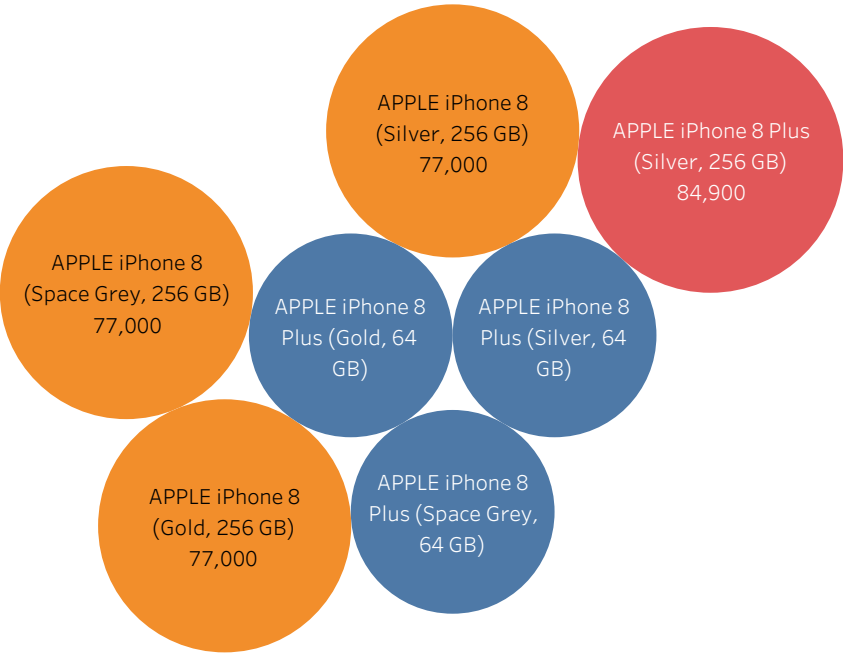 APPLE iPhone 8
(Silver, 256 GB)
77,000
APPLE iPhone 8 Plus
(Silver, 256 GB)
84,900
APPLE iPhone 8
(Space Grey, 256 GB)
77,000
APPLE iPhone 8
Plus (Gold, 64
GB)
APPLE iPhone 8
Plus (Silver, 64
GB)
APPLE iPhone 8
(Gold, 256 GB)
77,000
APPLE iPhone 8
Plus (Space Grey,
64 GB)